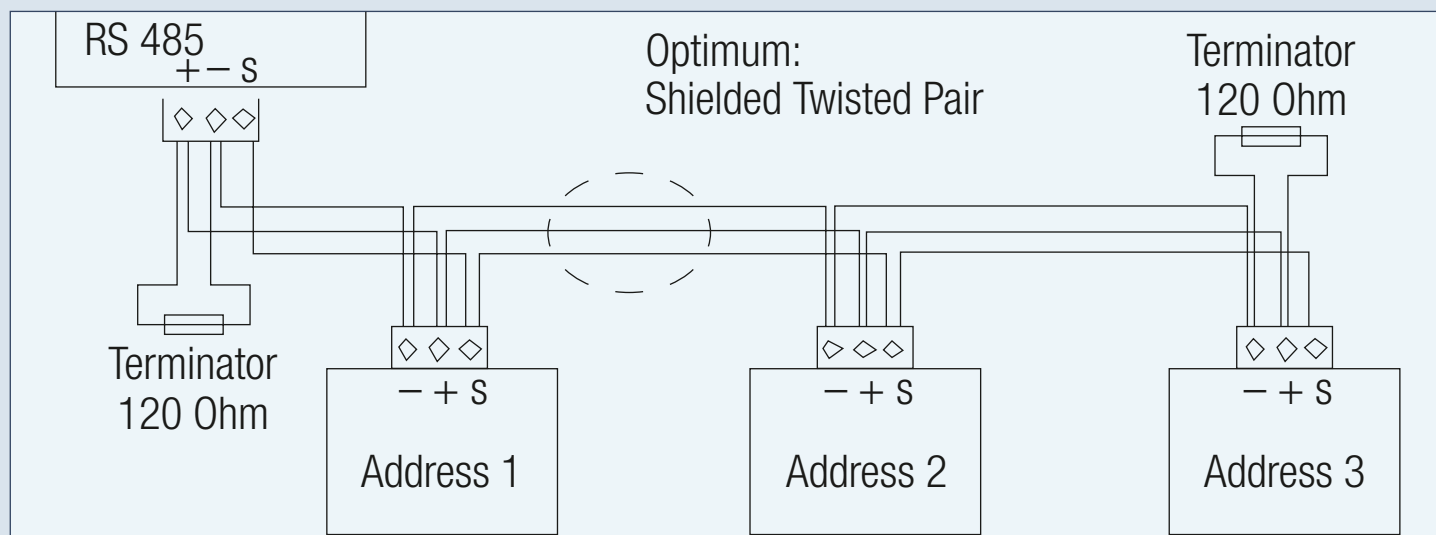 RS 485
+ − S
Optimum:
Shielded Twisted Pair
Terminator
120 Ohm
Terminator
120 Ohm
− + S
− + S
− + S
Address 1
Address 2
Address 3